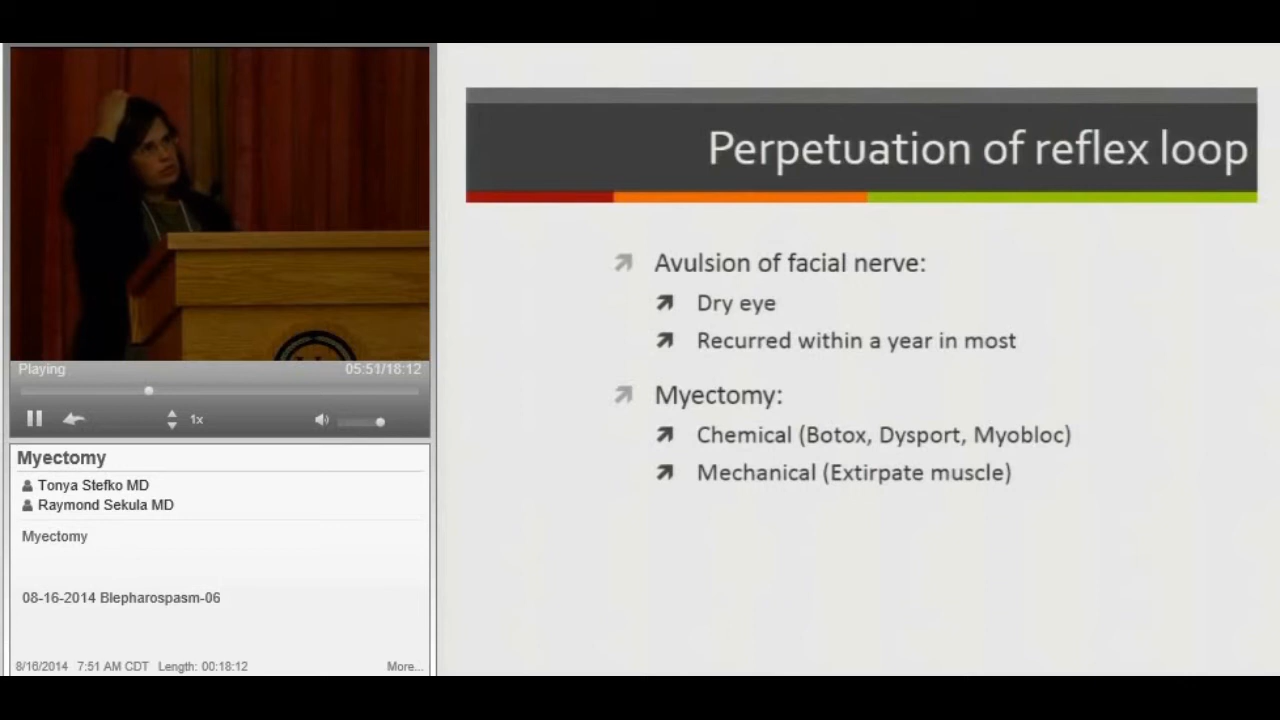 Playing
05:51/18:12
1x
Myectomy
Tonya Stefko MD
Raymond Sekula MD
Myectomy
08-16-2014 Blepharospasm-06
8/16/2014 7:51 AM CDT Length: 00:18:12 More...
Perpetuation of reflex loop
Avulsion of facial nerve:
Dry eye
Recurred within a year in most
Myectomy:
Chemical (Botox, Dysport, Myobloc)
Mechanical (Extirpate muscle)